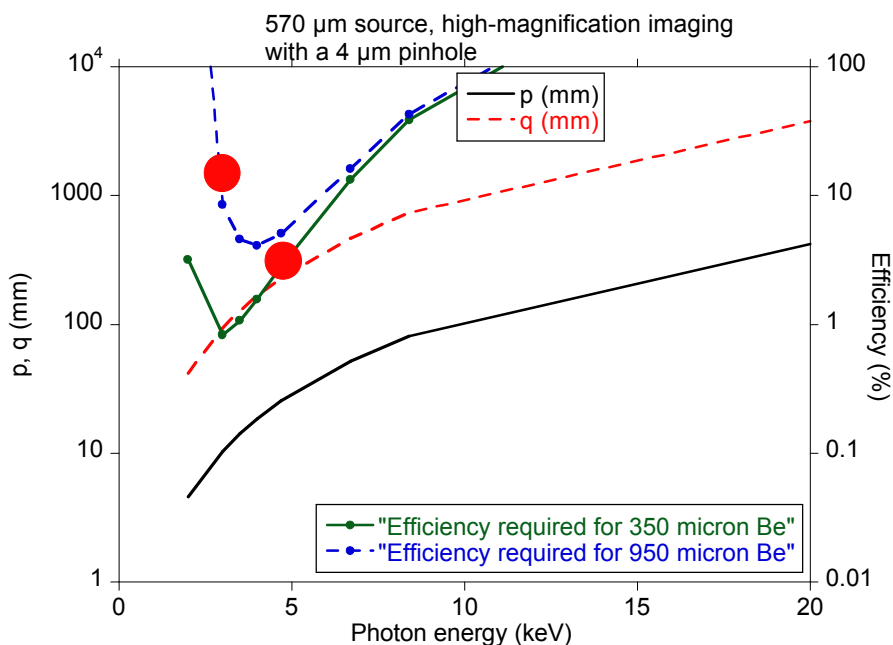 570 µm source, high-magnification imaging
with a 4 µm pinhole
10⁴
1000
100
10
1
p, q (mm)
100
10
1
0.1
0.01
Efficiency (%)
p (mm)
q (mm)
"Efficiency required for 350 micron Be"
"Efficiency required for 950 micron Be"
0 5 10 15 20
Photon energy (keV)